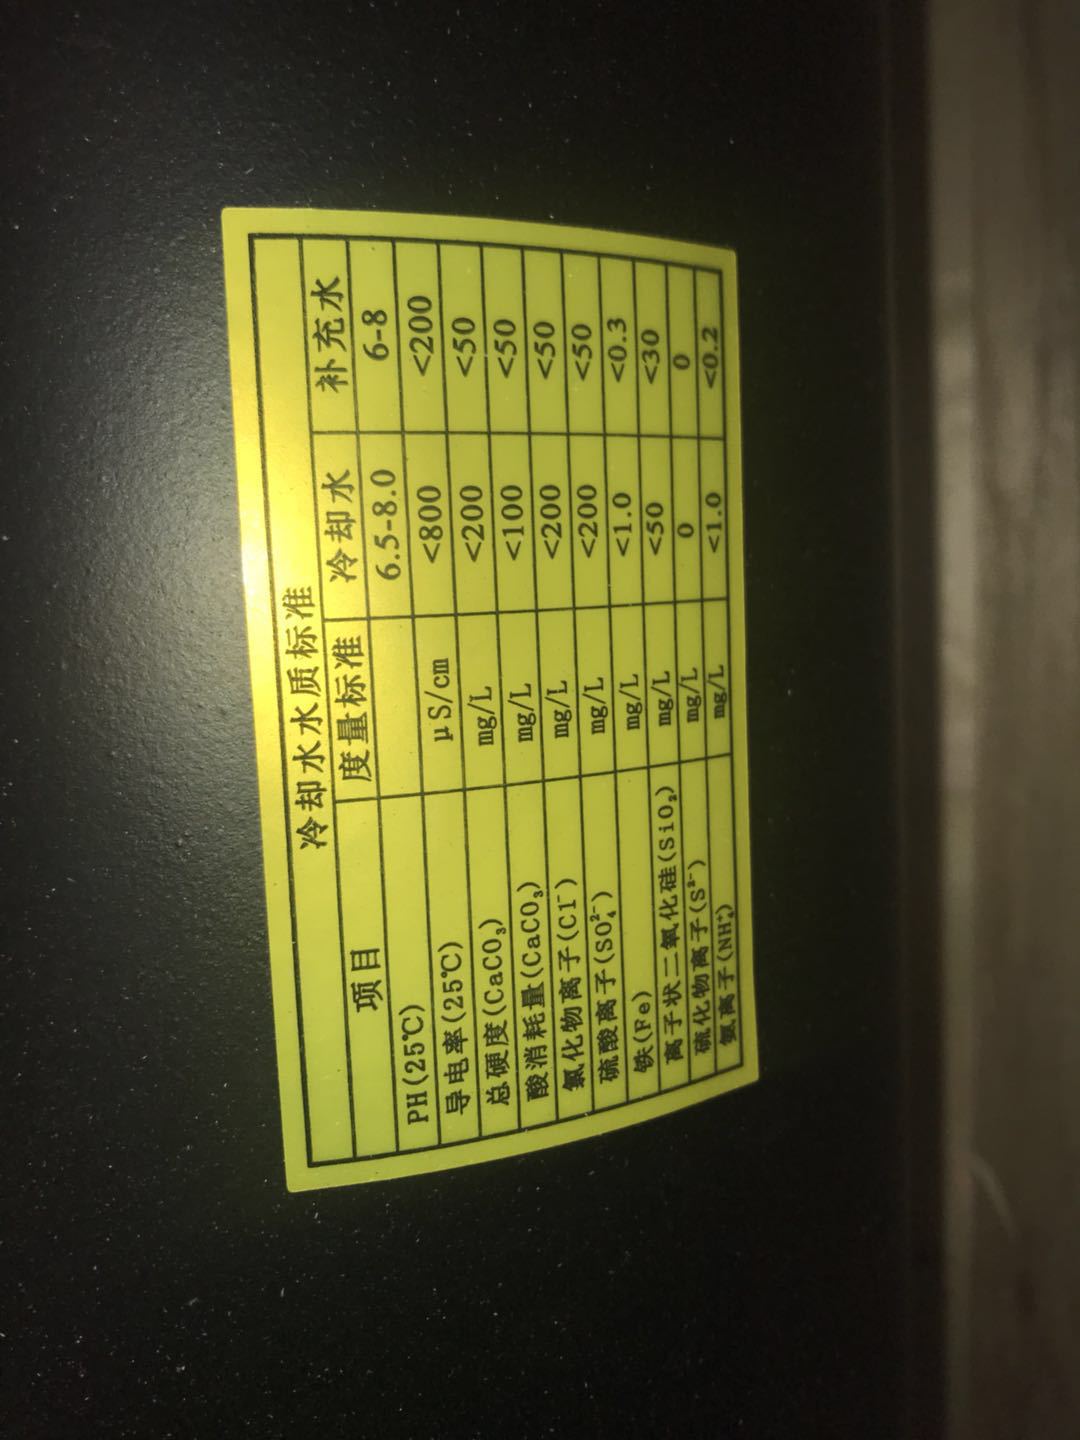 冷却水水质标准
项目 度量标准 冷却水 补充水
PH(25℃) 6.5-8.0 6-8
导电率(25℃) μS/cm <800 <200
总硬度(CaCO₃) mg/L <200 <50
酸消耗量(CaCO₃) mg/L <100 <50
氯化物离子(Cl⁻) mg/L <200 <50
硫酸离子(SO₄²⁻) mg/L <200 <50
铁(Fe) mg/L <1.0 <0.3
离子状二氧化硅(SiO₂) mg/L <50 <30
硫化物离子(S²⁻) mg/L 0 0
氨离子(NH₄⁺) mg/L <1.0 <0.2